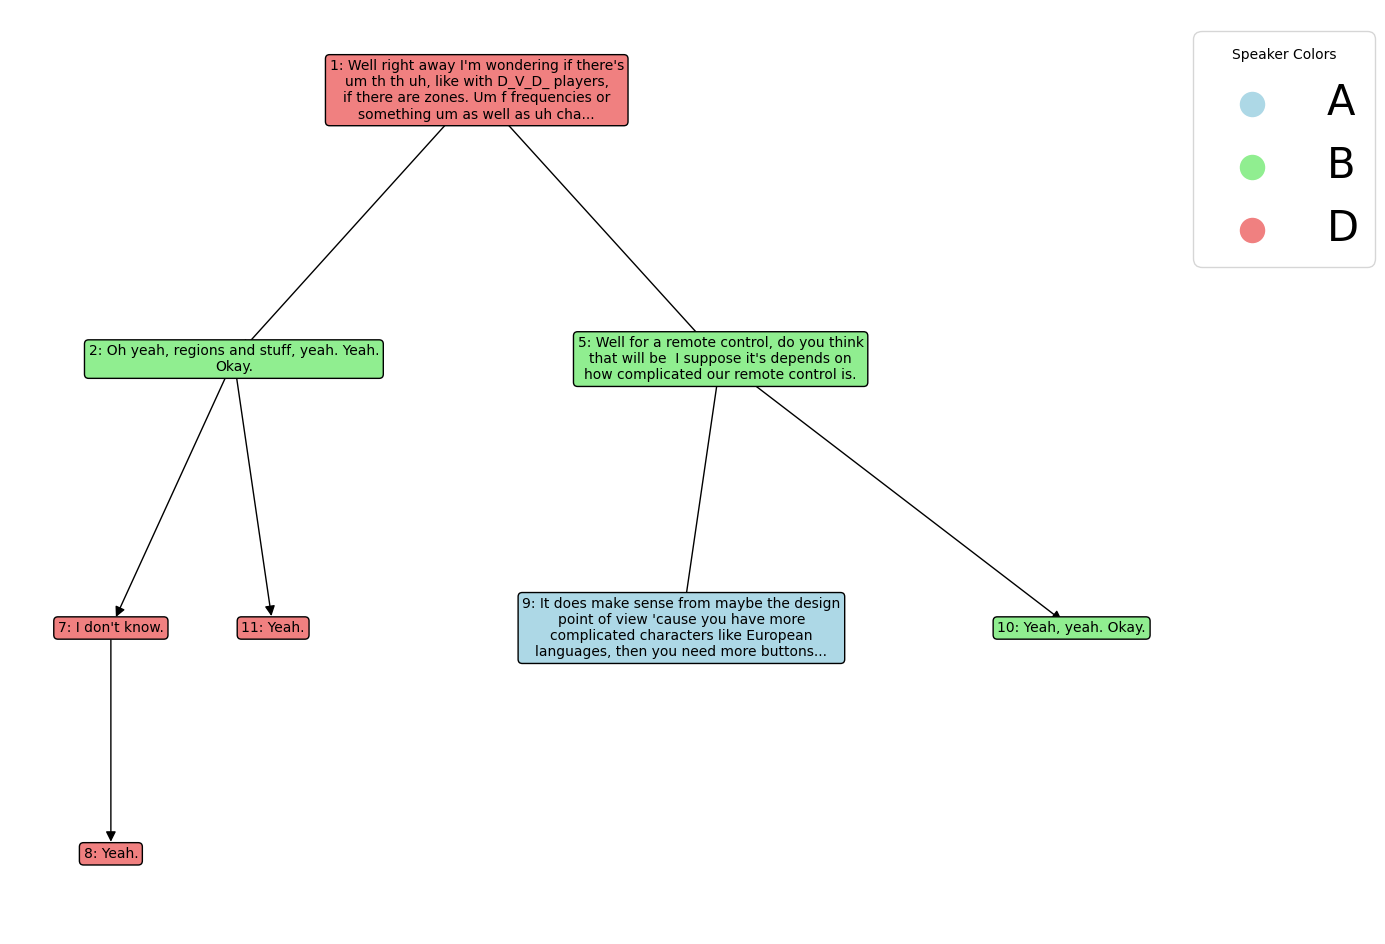 1: Well right away I'm wondering if there's
um th th uh, like with D_V_D_ players,
if there are zones. Um f frequencies or
something um as well as uh cha...
Speaker Colors
A
B
D
2: Oh yeah, regions and stuff, yeah. Yeah.
Okay.
5: Well for a remote control, do you think
that will be  I suppose it's depends on
how complicated our remote control is.
7: I don't know.
11: Yeah.
9: It does make sense from maybe the design
point of view 'cause you have more
complicated characters like European
languages, then you need more buttons...
10: Yeah, yeah. Okay.
8: Yeah.